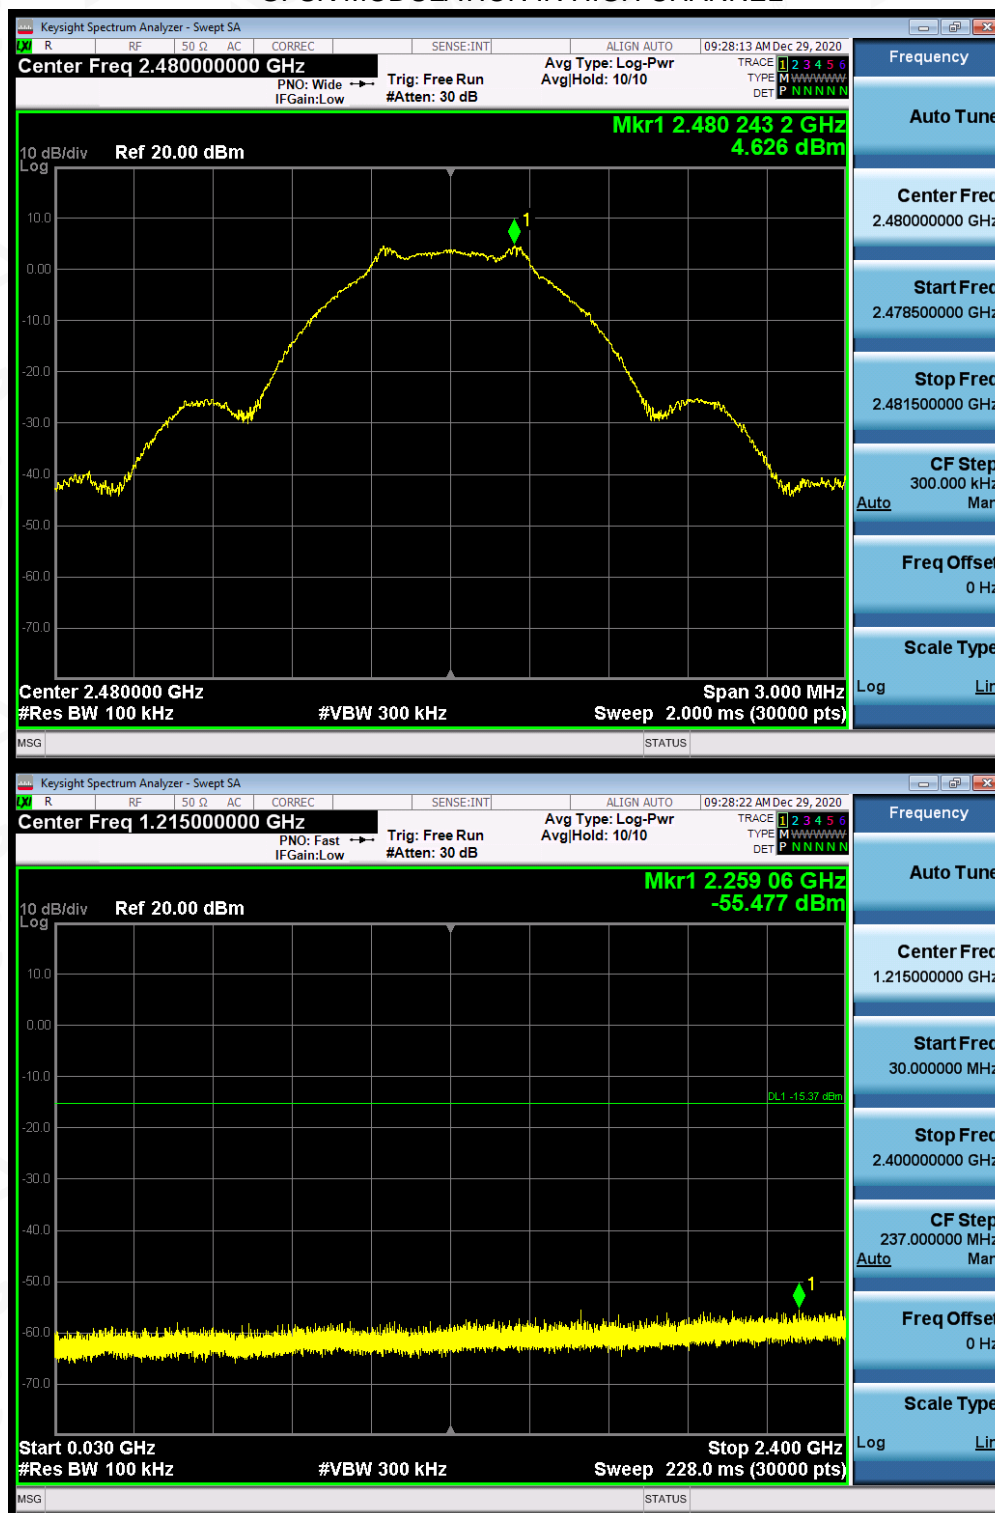 Keysight Spectrum Analyzer - Swept SA
LXI R RF 50 Ω AC CORREC SENSE:INT ALIGN AUTO 09:28:13 AM Dec 29, 2020
Center Freq 2.480000000 GHz
PNO: Wide
IFGain:Low
Trig: Free Run
#Atten: 30 dB
Avg Type: Log-Pwr
Avg|Hold: 10/10
TRACE 1 2 3 4 5 6
TYPE M WWWWW
DET P N N N N N
Mkr1 2.480 243 2 GHz
4.626 dBm
10 dB/div Ref 20.00 dBm
Log
1
10.0
0.00
-10.0
-20.0
-30.0
-40.0
-50.0
-60.0
-70.0
Center 2.480000 GHz Span 3.000 MHz
#Res BW 100 kHz #VBW 300 kHz Sweep 2.000 ms (30000 pts)
MSG STATUS
Frequency
Auto Tune
Center Freq
2.480000000 GHz
Start Freq
2.478500000 GHz
Stop Freq
2.481500000 GHz
CF Step
300.000 kHz
Auto Man
Freq Offset
0 Hz
Scale Type
Log Lin
Keysight Spectrum Analyzer - Swept SA
LXI R RF 50 Ω AC CORREC SENSE:INT ALIGN AUTO 09:28:22 AM Dec 29, 2020
Center Freq 1.215000000 GHz
PNO: Fast
IFGain:Low
Trig: Free Run
#Atten: 30 dB
Avg Type: Log-Pwr
Avg|Hold: 10/10
TRACE 1 2 3 4 5 6
TYPE M WWWWW
DET P N N N N N
Mkr1 2.259 06 GHz
-55.477 dBm
10 dB/div Ref 20.00 dBm
Log
10.0
0.00
-10.0
DL1 -15.37 dBm
-20.0
-30.0
-40.0
-50.0
1
-60.0
-70.0
Start 0.030 GHz Stop 2.400 GHz
#Res BW 100 kHz #VBW 300 kHz Sweep 228.0 ms (30000 pts)
MSG STATUS
Frequency
Auto Tune
Center Freq
1.215000000 GHz
Start Freq
30.000000 MHz
Stop Freq
2.400000000 GHz
CF Step
237.000000 MHz
Auto Man
Freq Offset
0 Hz
Scale Type
Log Lin